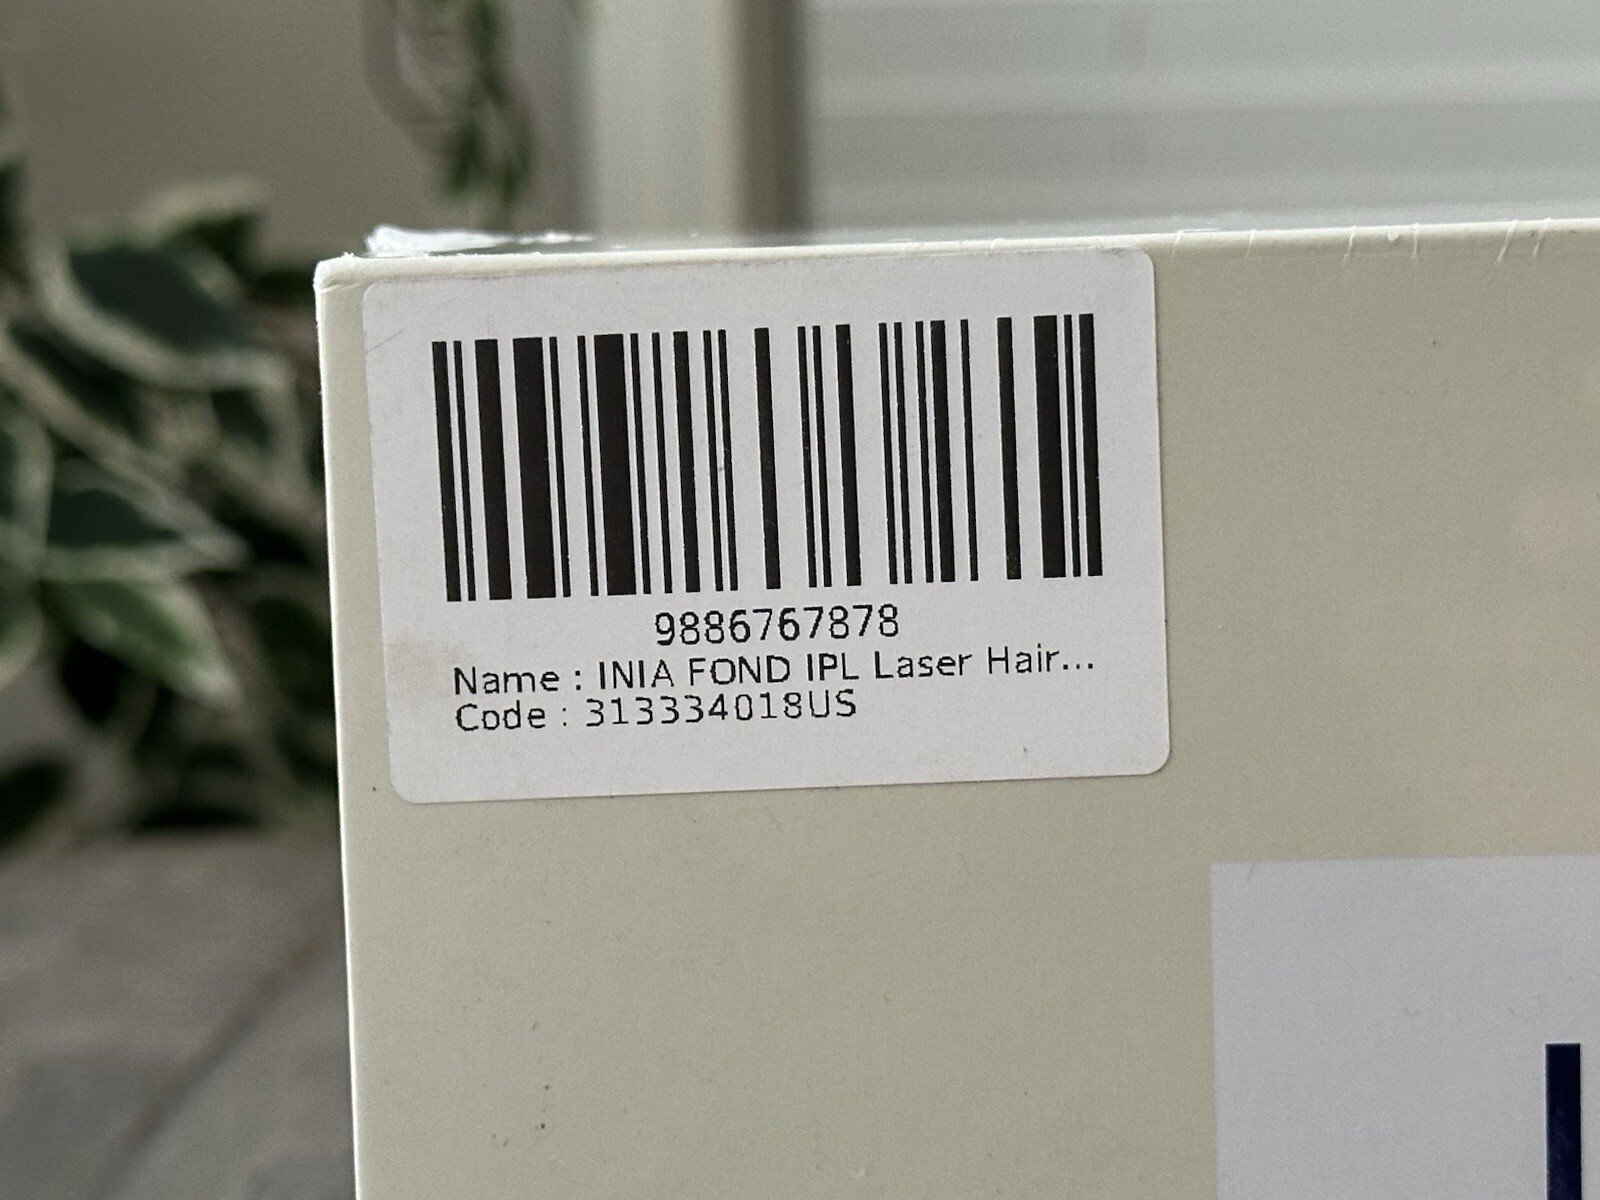 9886767878
Name : INIA FOND IPL Laser Hair...
Code : 313334018US